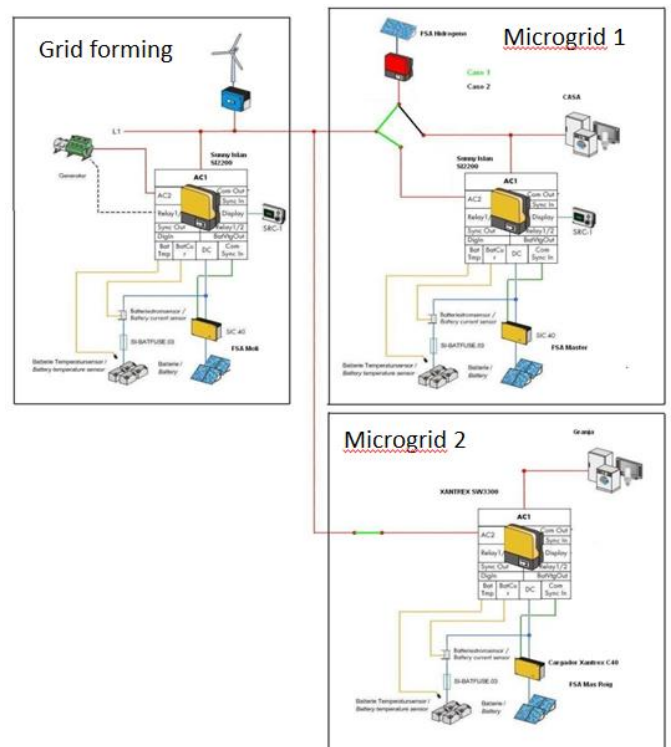 Grid forming
L1
Generator
Sunny Islan
SI2200
AC1
AC2
Com Out
Sync In
Relay1/
Display
Sync Out
Relay1/2
DigIn
BatVtgOut
Bat
Tmp
BatCu
r
DC
Com
Sync In
SRC-1
Batteriestromsensor /
Battery current sensor
SI-BATFUSE.03
SIC 40
FSA Moli
Batterie Temperatursensor /
Battery temperature sensor
Batterie /
Battery
Microgrid 1
FSA Hidrogeno
Caso 1
Caso 2
CASA
Sunny Islan
SI2200
AC1
AC2
Com Out
Sync In
Relay1/
Display
Sync Out
Relay1/2
DigIn
BatVtgOut
Bat
Tmp
BatCu
r
DC
Com
Sync In
SRC-1
Batteriestromsensor /
Battery current sensor
SI-BATFUSE.03
SIC 40
FSA Master
Batterie Temperatursensor /
Battery temperature sensor
Batterie /
Battery
Microgrid 2
Granja
XANTREX SW3300
AC1
AC2
Com Out
Sync In
Relay1/
Display
Sync Out
Relay1/2
DigIn
BatVtgOut
Bat
Tmp
BatCu
r
DC
Com
Sync In
Batteriestromsensor /
Battery current sensor
SI-BATFUSE.03
Cargador Xantrex C40
FSA Mas Roig
Batterie Temperatursensor /
Battery temperature sensor
Batterie /
Battery